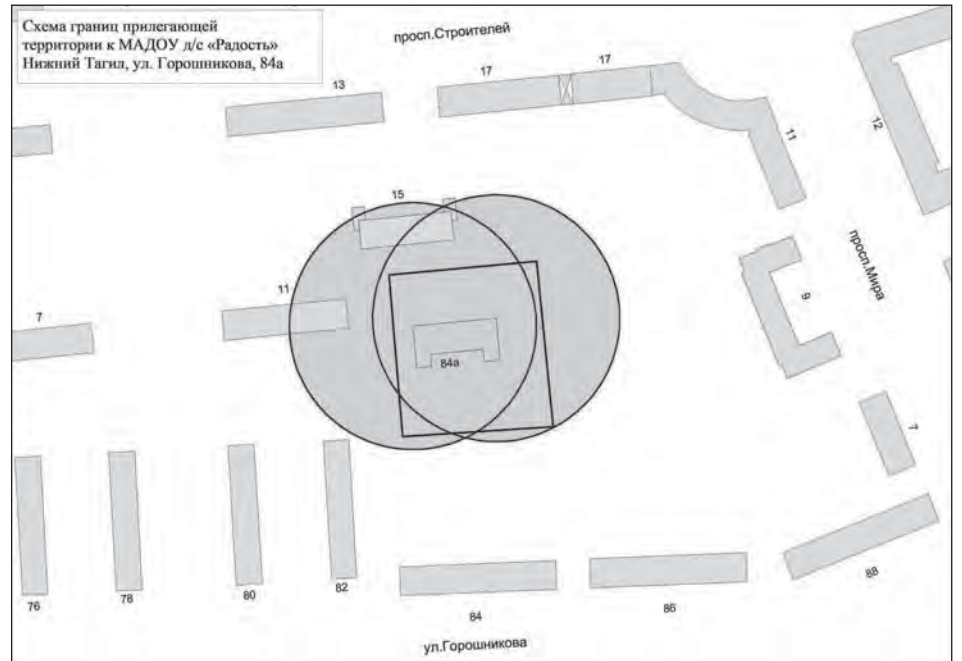 Схема границ прилегающей
территории к МАДОУ д/с «Радость»
Нижний Тагил, ул. Горошникова, 84а
просп.Строителей
17
17
13
11
12
15
просп.Мира
11
9
7
84а
7
76
78
80
82
84
86
88
ул.Горошникова